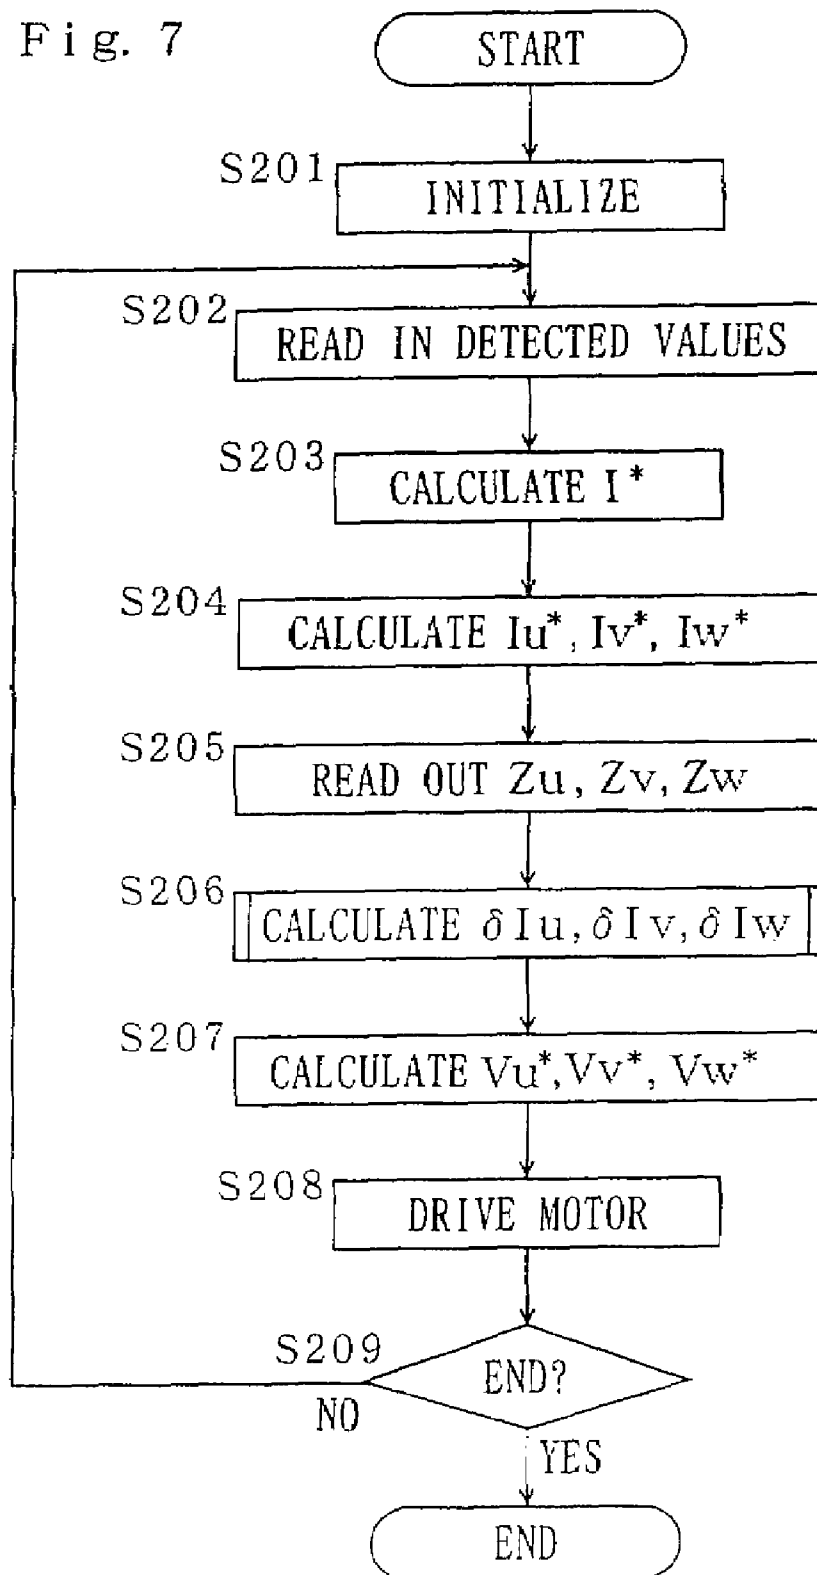 Fig. 7
START
S201
INITIALIZE
S202
READ IN DETECTED VALUES
S203
CALCULATE I*
S204
CALCULATE Iu*, Iv*, Iw*
S205
READ OUT Zu, Zv, Zw
S206
CALCULATE δIu, δIv, δIw
S207
CALCULATE Vu*, Vv*, Vw*
S208
DRIVE MOTOR
S209
END?
NO
YES
END